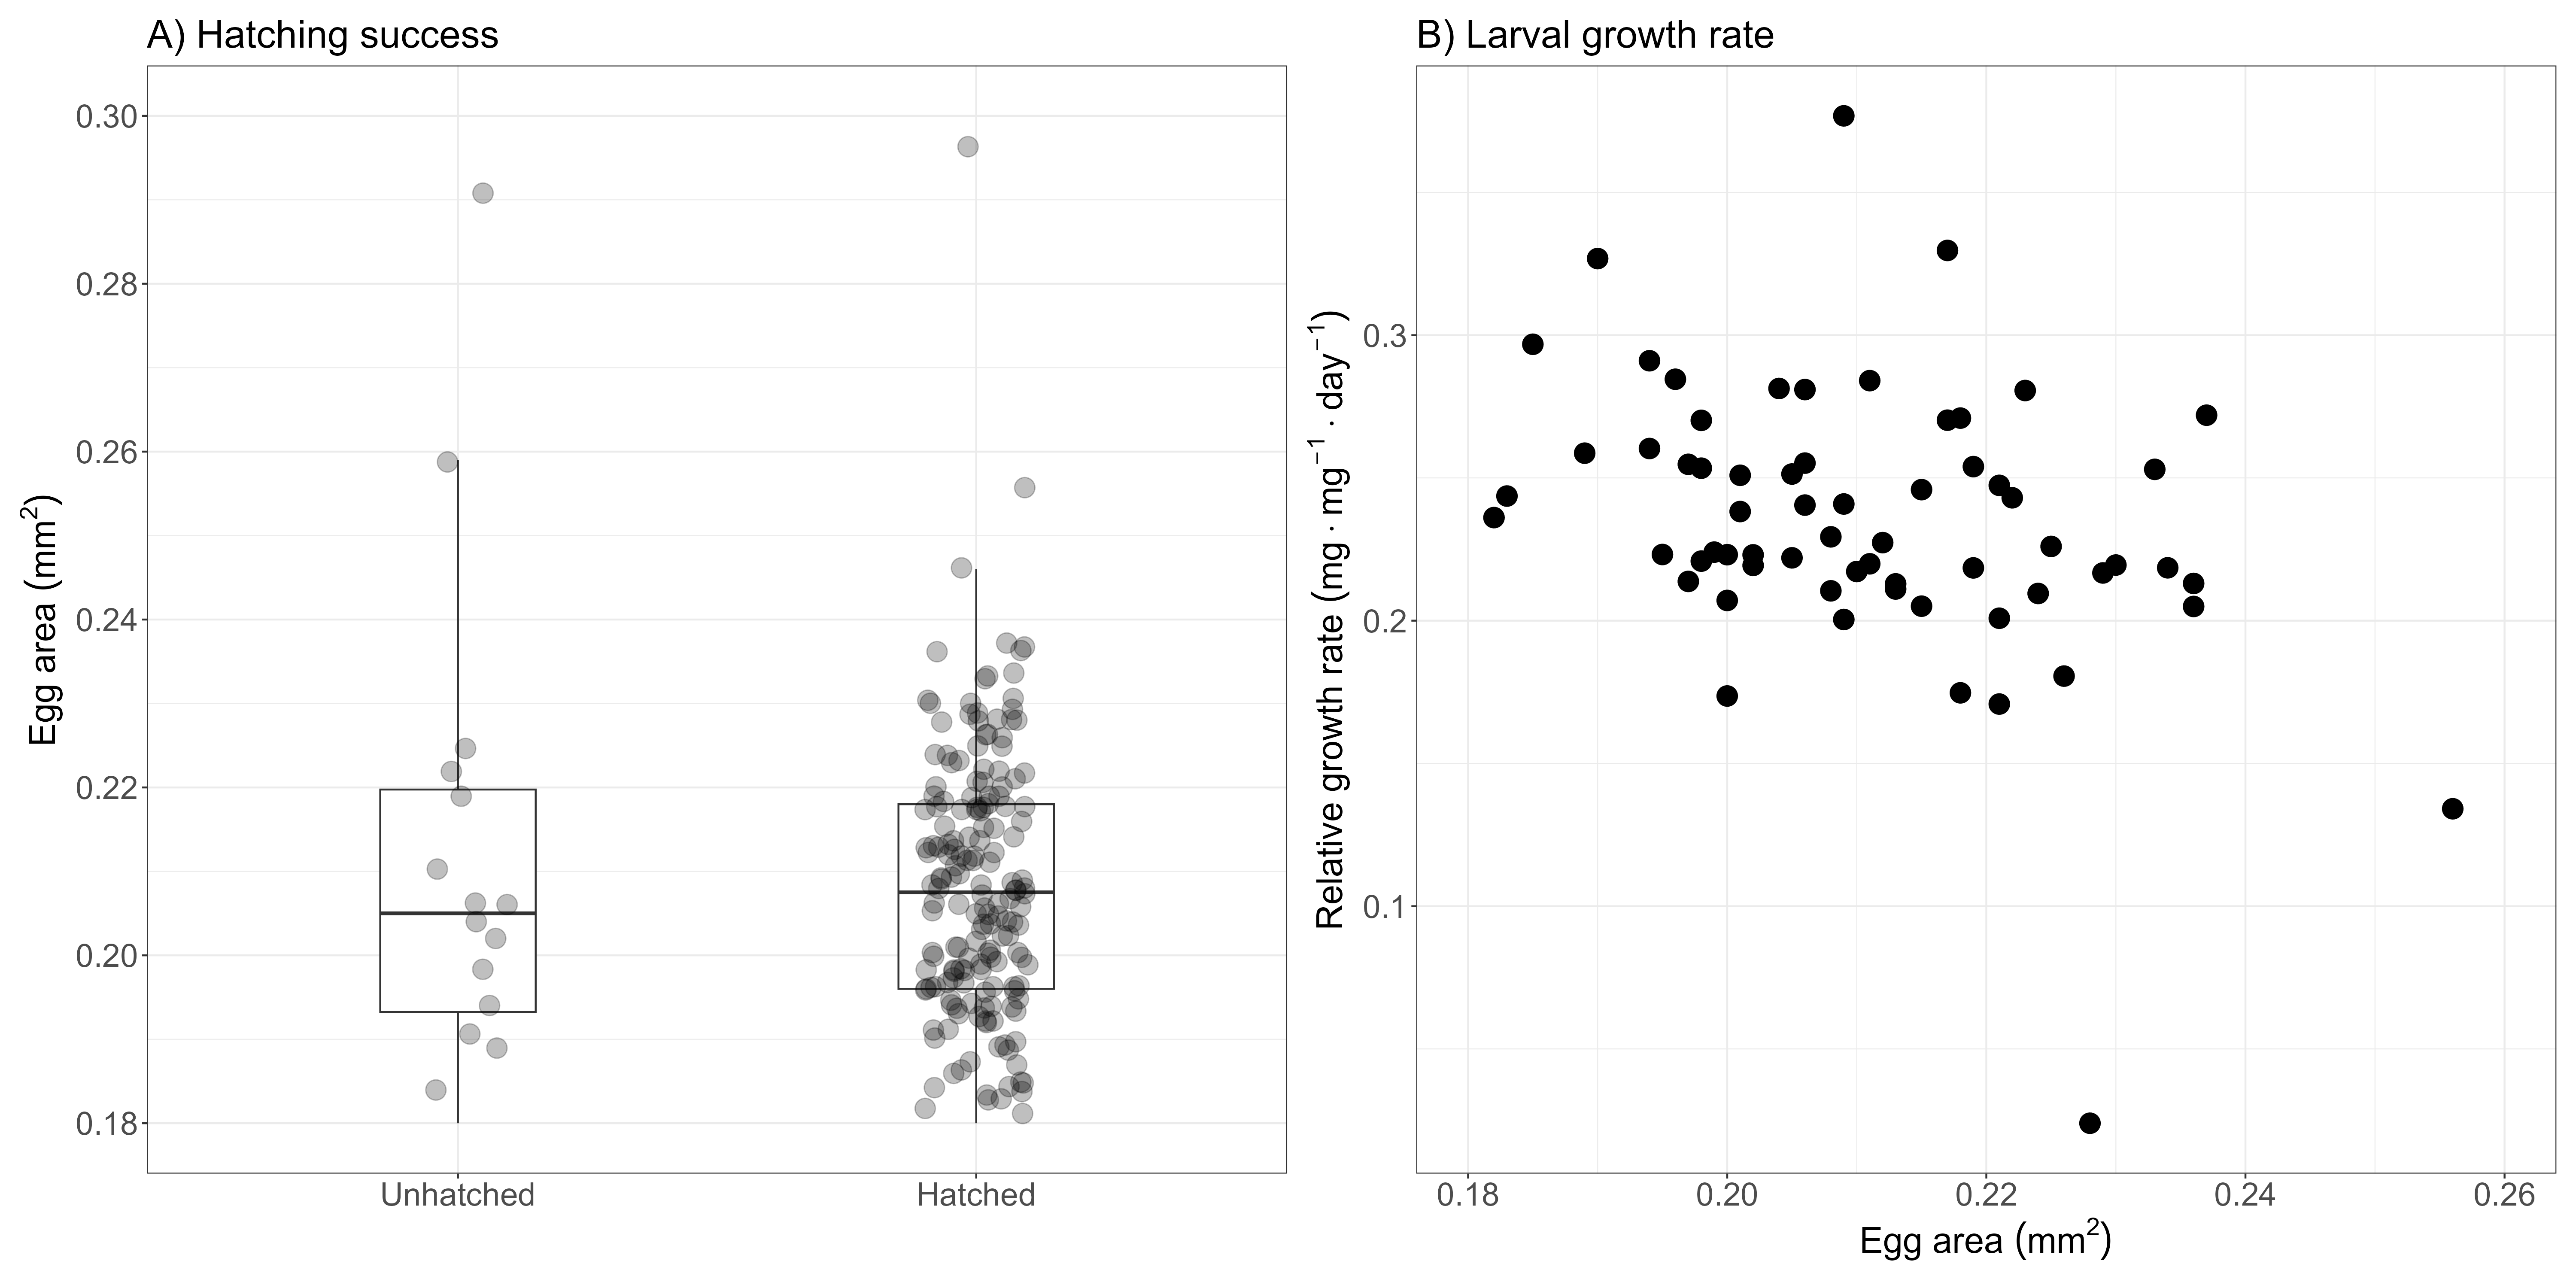 A) Hatching success
Egg area (mm²)
0.30
0.28
0.26
0.24
0.22
0.20
0.18
Unhatched
Hatched
B) Larval growth rate
Relative growth rate (mg · mg⁻¹ · day⁻¹)
0.3
0.2
0.1
0.18
0.20
0.22
0.24
0.26
Egg area (mm²)